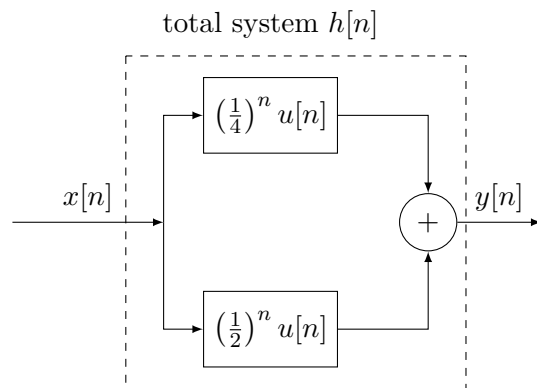 total system h[n]
(1/4)^n u[n]
x[n]
+
y[n]
(1/2)^n u[n]